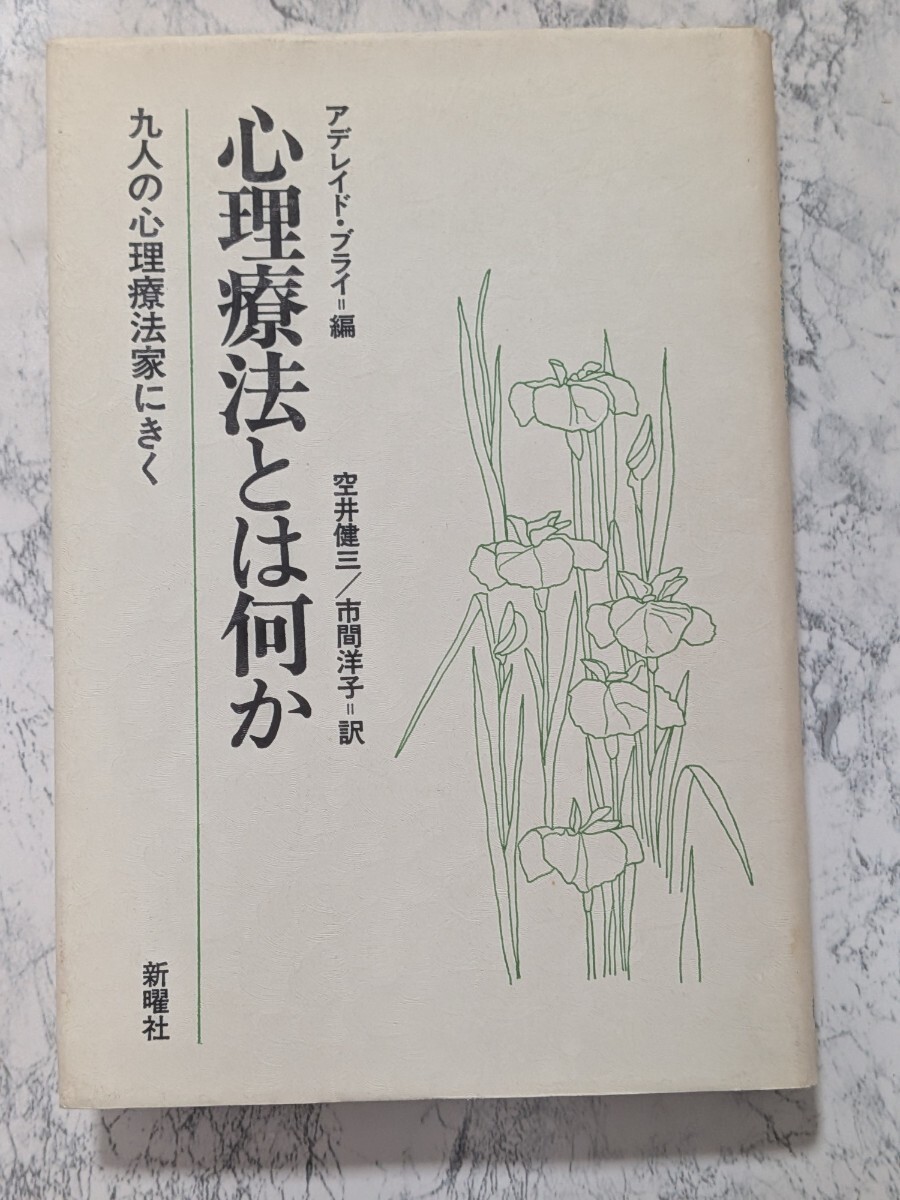 アデレイド・ブライ=編
空井健三/市間洋子=訳
心理療法とは何か
九人の心理療法家にきく
新曜社